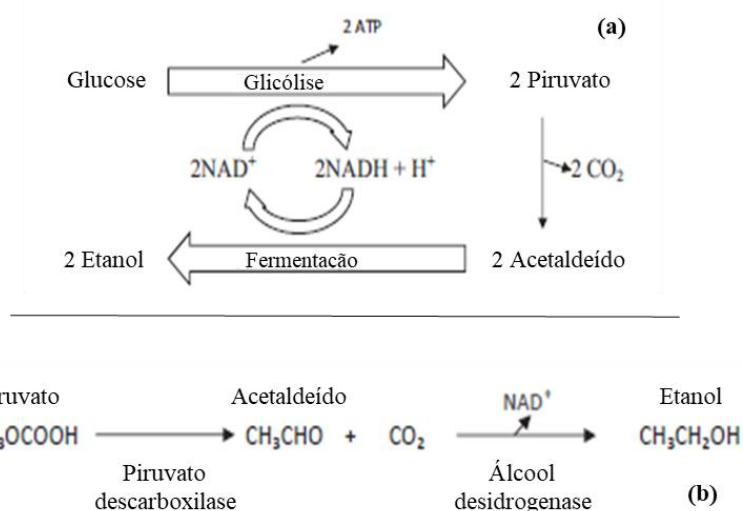 2 ATP
(a)
Glucose Glicólise 2 Piruvato
2NAD⁺ 2NADH + H⁺ 2 CO₂
2 Etanol Fermentação 2 Acetaldeído
ruvato Acetaldeído NAD⁺ Etanol
₃OCOOH CH₃CHO + CO₂ CH₃CH₂OH
Piruvato Álcool
descarboxilase desidrogenase (b)